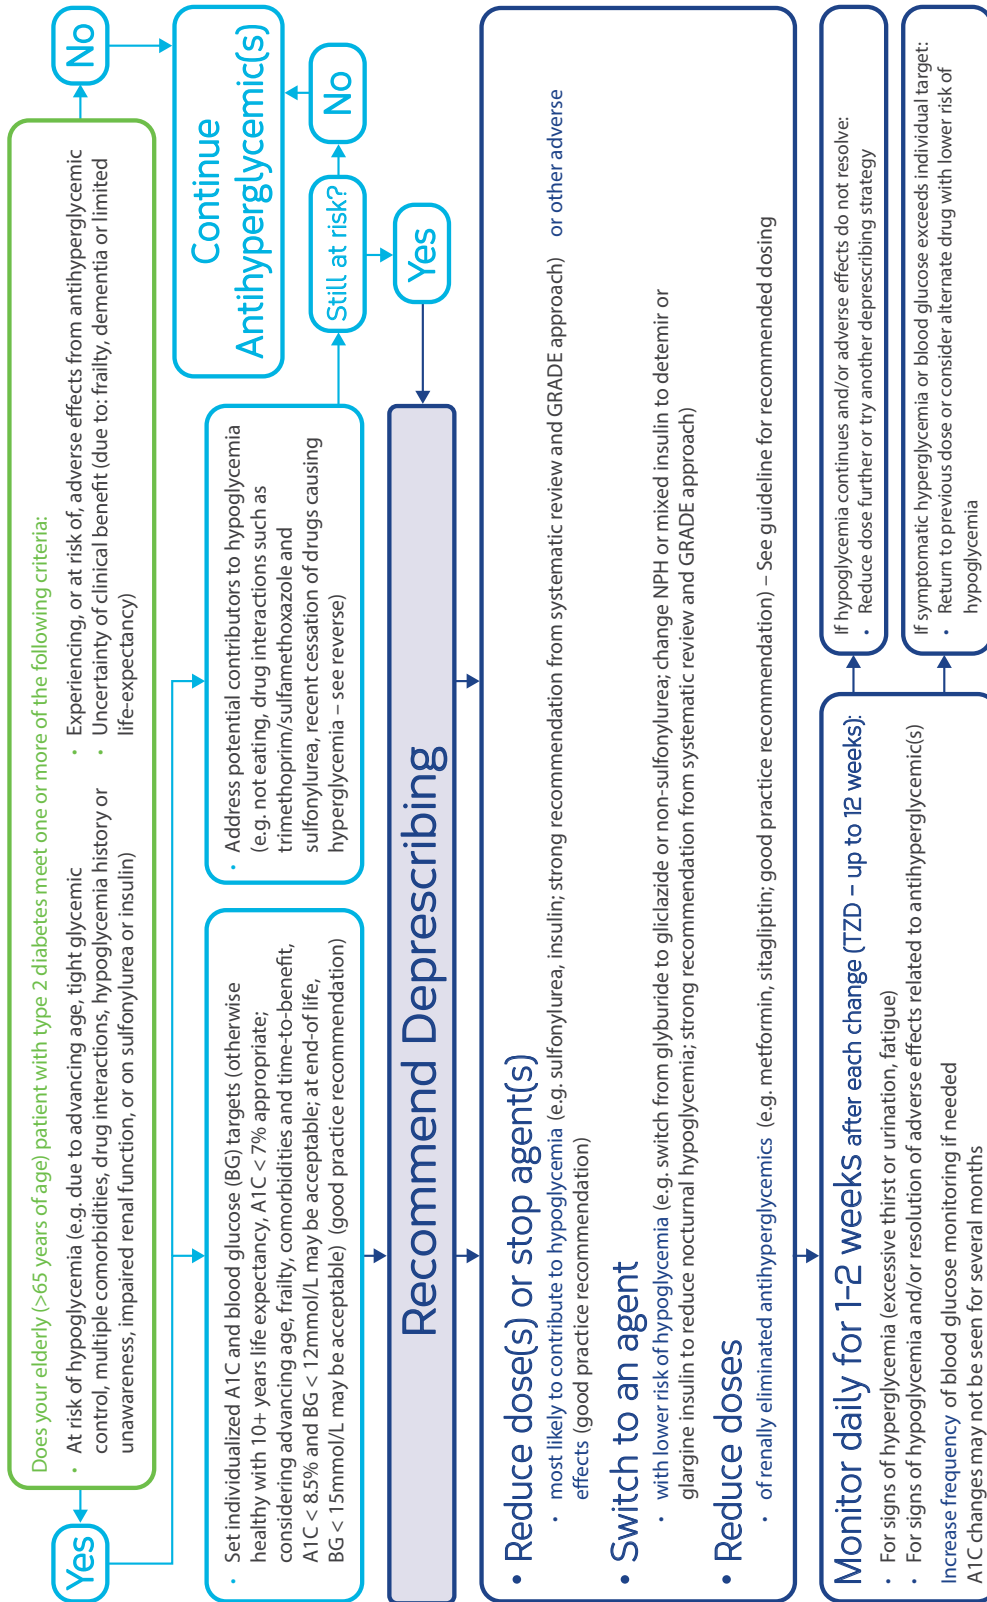 Does your elderly (>65 years of age) patient with type 2 diabetes meet one or more of the following criteria:
• At risk of hypoglycemia (e.g. due to advancing age, tight glycemic
control, multiple comorbidities, drug interactions, hypoglycemia history or
unawareness, impaired renal function, or on sulfonylurea or insulin)
• Experiencing, or at risk of, adverse effects from antihyperglycemic
• Uncertainty of clinical benefit (due to: frailty, dementia or limited
life-expectancy)
Yes
No
• Set individualized A1C and blood glucose (BG) targets (otherwise
healthy with 10+ years life expectancy, A1C < 7% appropriate;
considering advancing age, frailty, comorbidities and time-to-benefit,
A1C < 8.5% and BG < 12mmol/L may be acceptable; at end-of life,
BG < 15mmol/L may be acceptable) (good practice recommendation)
• Address potential contributors to hypoglycemia
(e.g. not eating, drug interactions such as
trimethoprim/sulfamethoxazole and
sulfonylurea, recent cessation of drugs causing
hyperglycemia – see reverse)
Continue
Antihyperglycemic(s)
Still at risk?
No
Yes
Recommend Deprescribing
• Reduce dose(s) or stop agent(s)
• most likely to contribute to hypoglycemia (e.g. sulfonylurea, insulin; strong recommendation from systematic review and GRADE approach) or other adverse
effects (good practice recommendation)
• Switch to an agent
• with lower risk of hypoglycemia (e.g. switch from glyburide to gliclazide or non-sulfonylurea; change NPH or mixed insulin to detemir or
glargine insulin to reduce nocturnal hypoglycemia; strong recommendation from systematic review and GRADE approach)
• Reduce doses
• of renally eliminated antihyperglycemics (e.g. metformin, sitagliptin; good practice recommendation) – See guideline for recommended dosing
Monitor daily for 1-2 weeks after each change (TZD – up to 12 weeks):
• For signs of hyperglycemia (excessive thirst or urination, fatigue)
• For signs of hypoglycemia and/or resolution of adverse effects related to antihyperglycemic(s)
Increase frequency of blood glucose monitoring if needed
A1C changes may not be seen for several months
If hypoglycemia continues and/or adverse effects do not resolve:
• Reduce dose further or try another deprescribing strategy
If symptomatic hyperglycemia or blood glucose exceeds individual target:
• Return to previous dose or consider alternate drug with lower risk of
hypoglycemia